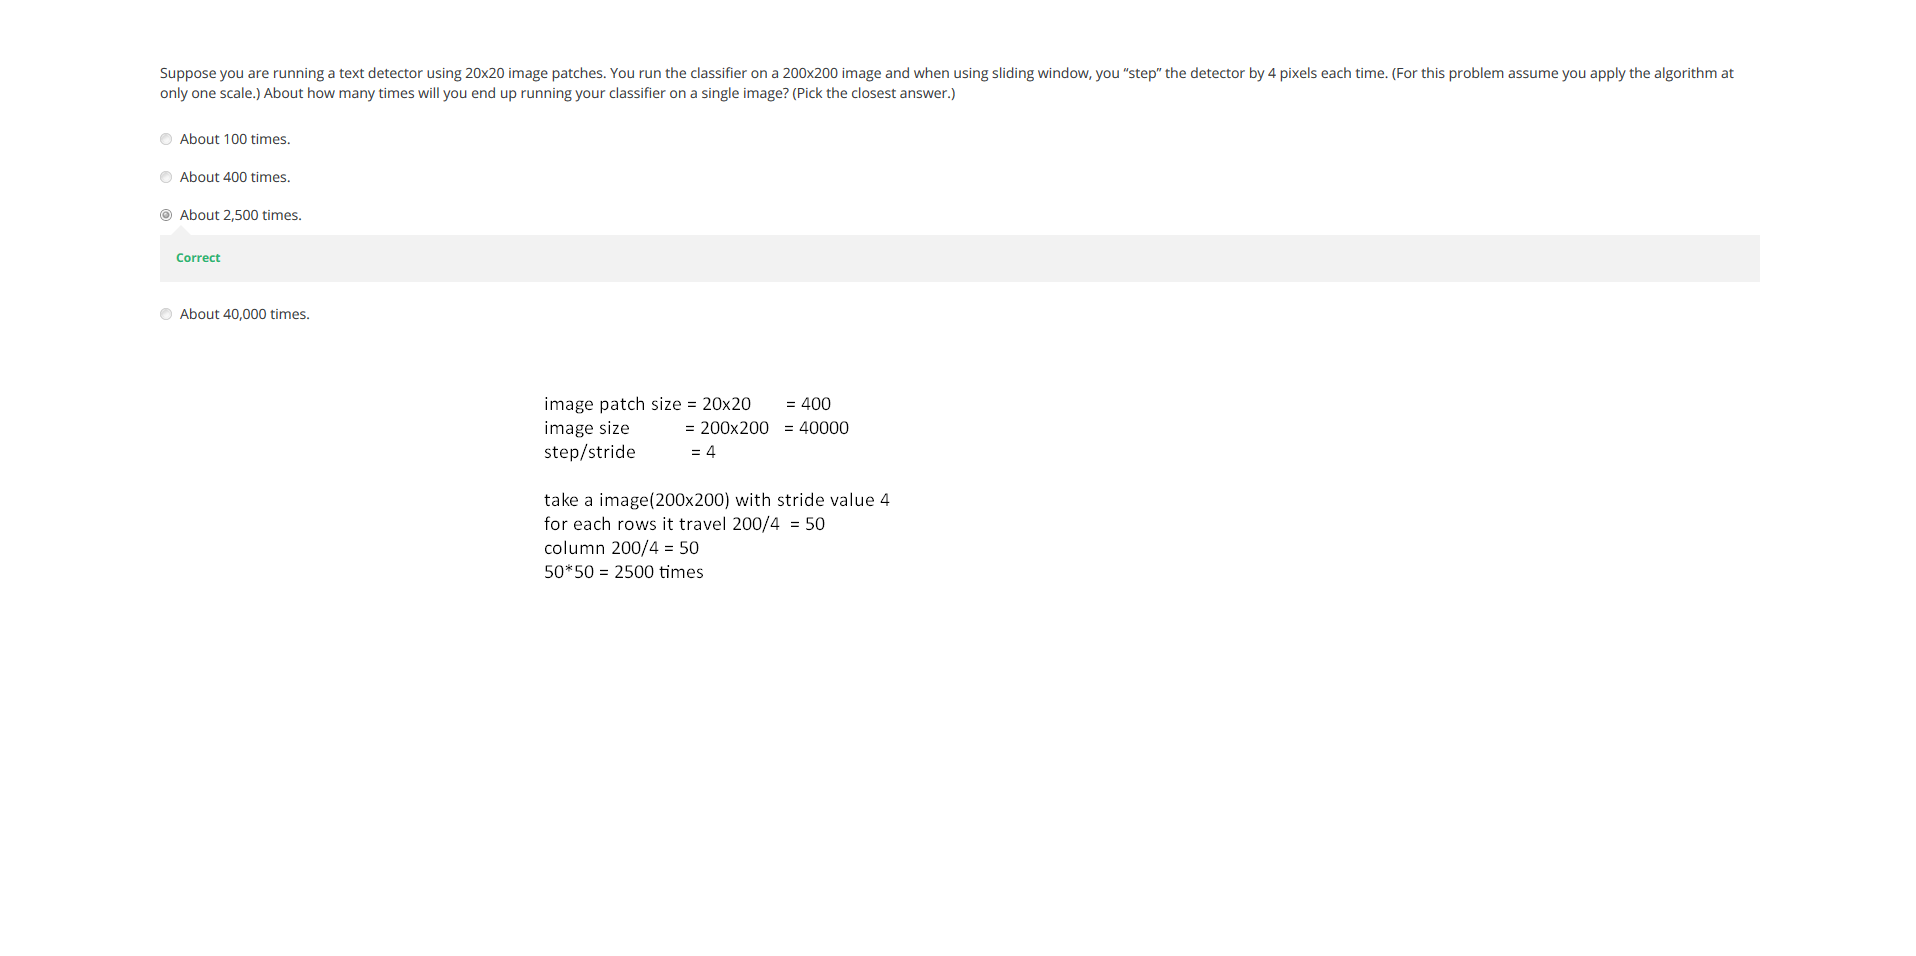 Suppose you are running a text detector using 20x20 image patches. You run the classifier on a 200x200 image and when using sliding window, you “step” the detector by 4 pixels each time. (For this problem assume you apply the algorithm at
only one scale.) About how many times will you end up running your classifier on a single image? (Pick the closest answer.)
About 100 times.
About 400 times.
About 2,500 times.
Correct
About 40,000 times.
image patch size = 20x20 = 400
image size = 200x200 = 40000
step/stride = 4
take a image(200x200) with stride value 4
for each rows it travel 200/4 = 50
column 200/4 = 50
50*50 = 2500 times